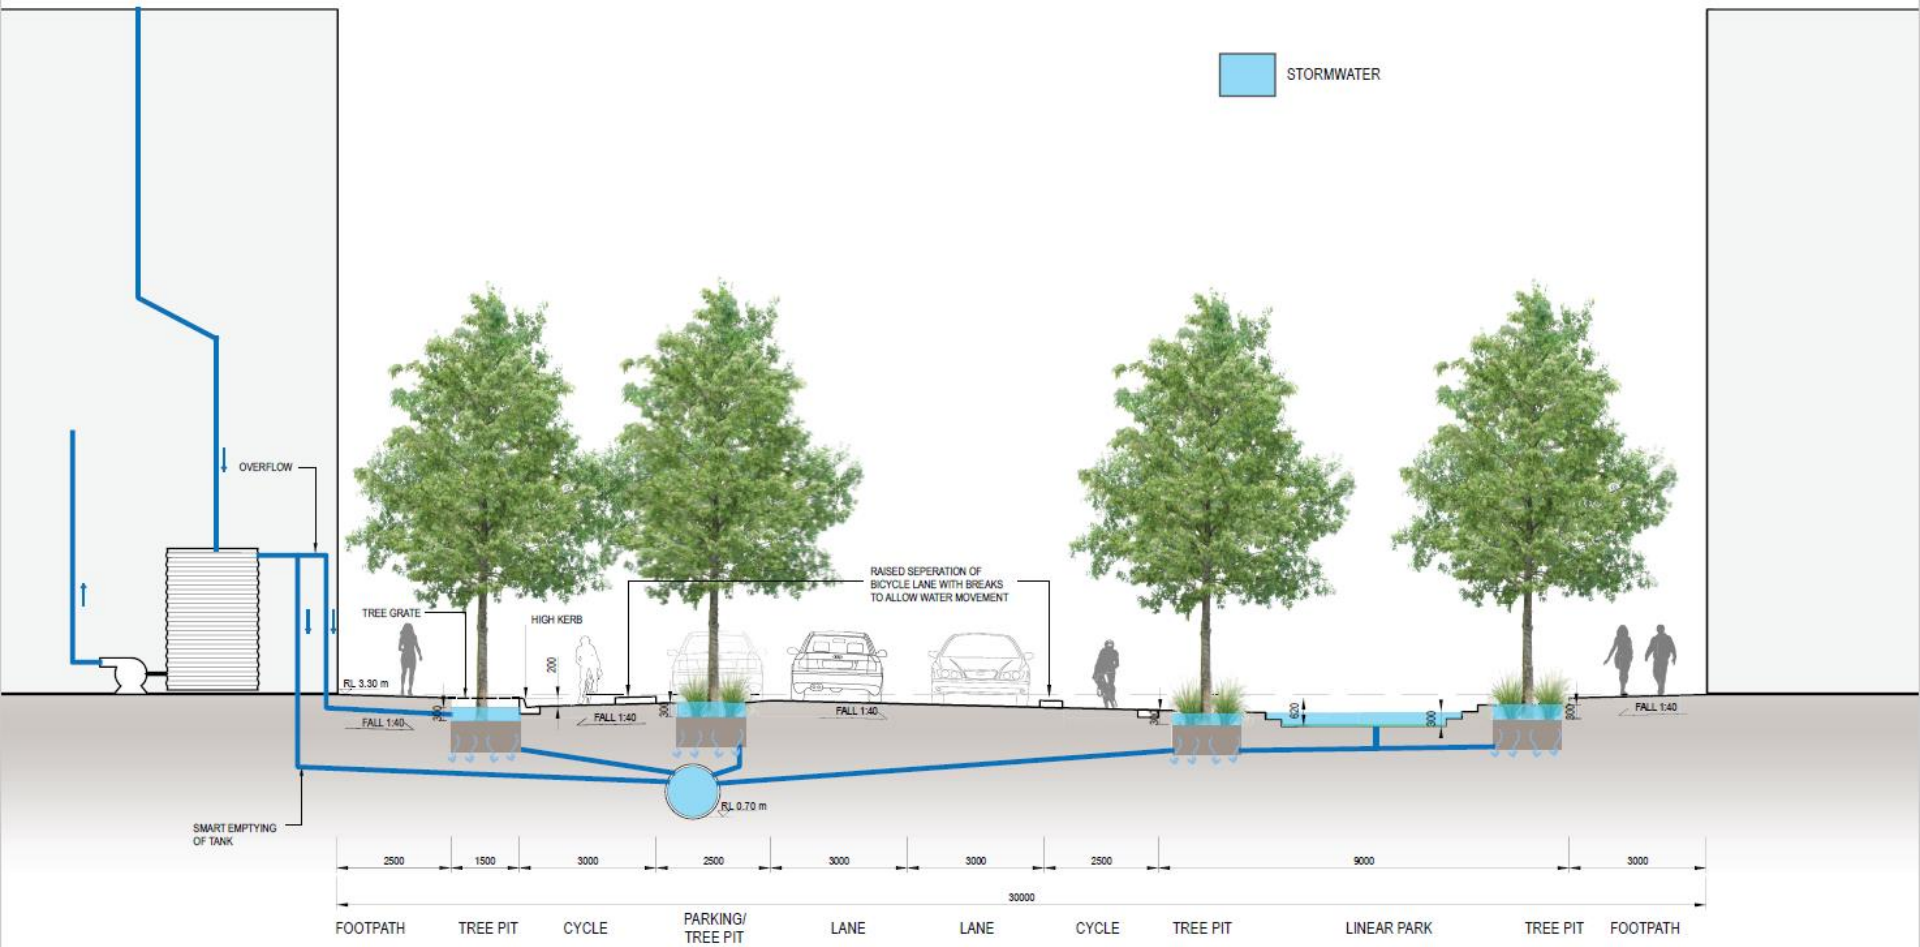 STORMWATER
OVERFLOW
TREE GRATE
HIGH KERB
RAISED SEPERATION OF
BICYCLE LANE WITH BREAKS
TO ALLOW WATER MOVEMENT
200
RL 3.30 m
300
FALL 1:40
FALL 1:40
300
FALL 1:40
620
300
FALL 1:40
RL 0.70 m
SMART EMPTYING
OF TANK
2500 1500 3000 2500 3000 3000 2500 9000 3000
30000
FOOTPATH TREE PIT CYCLE PARKING/ LANE LANE CYCLE TREE PIT LINEAR PARK TREE PIT FOOTPATH
TREE PIT